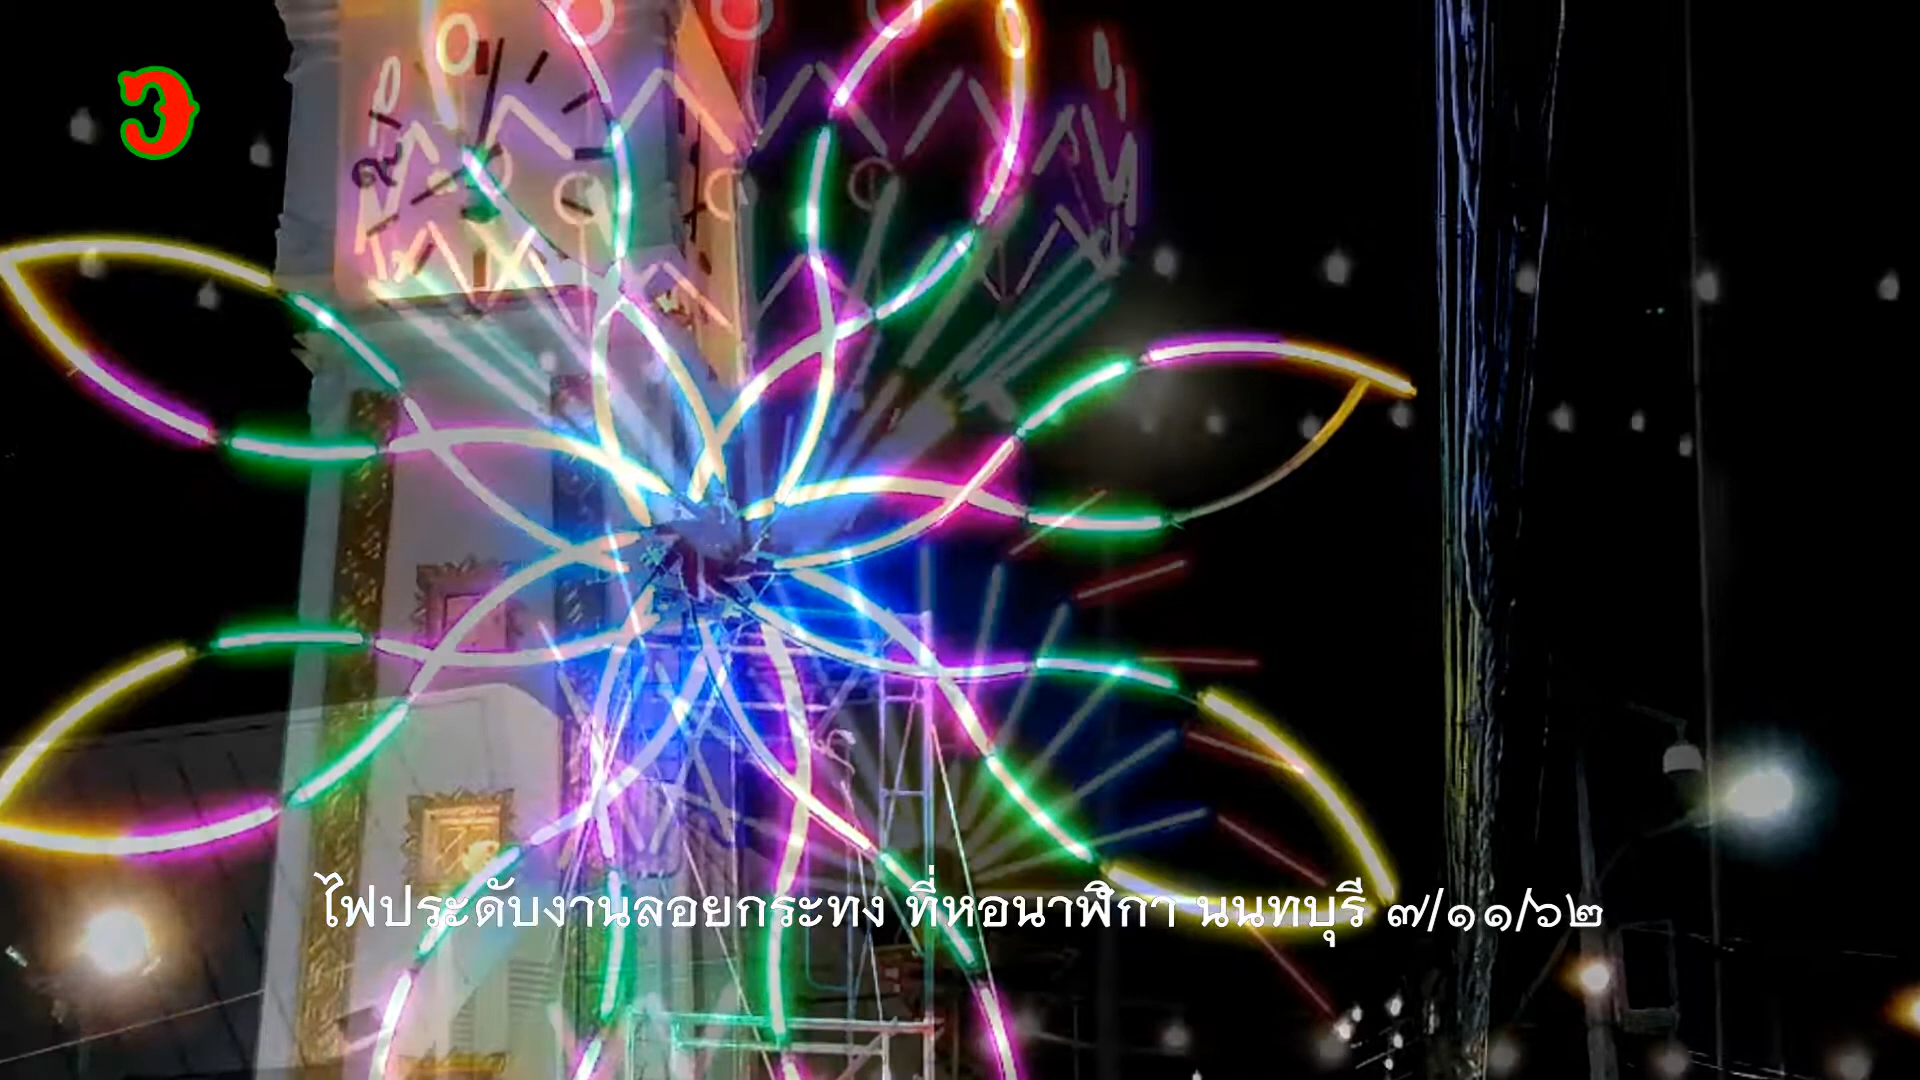 ว
ไฟประดับงานลอยกระทง ที่หอนาฬิกา นนทบุรี ๗/๑๑/๖๒